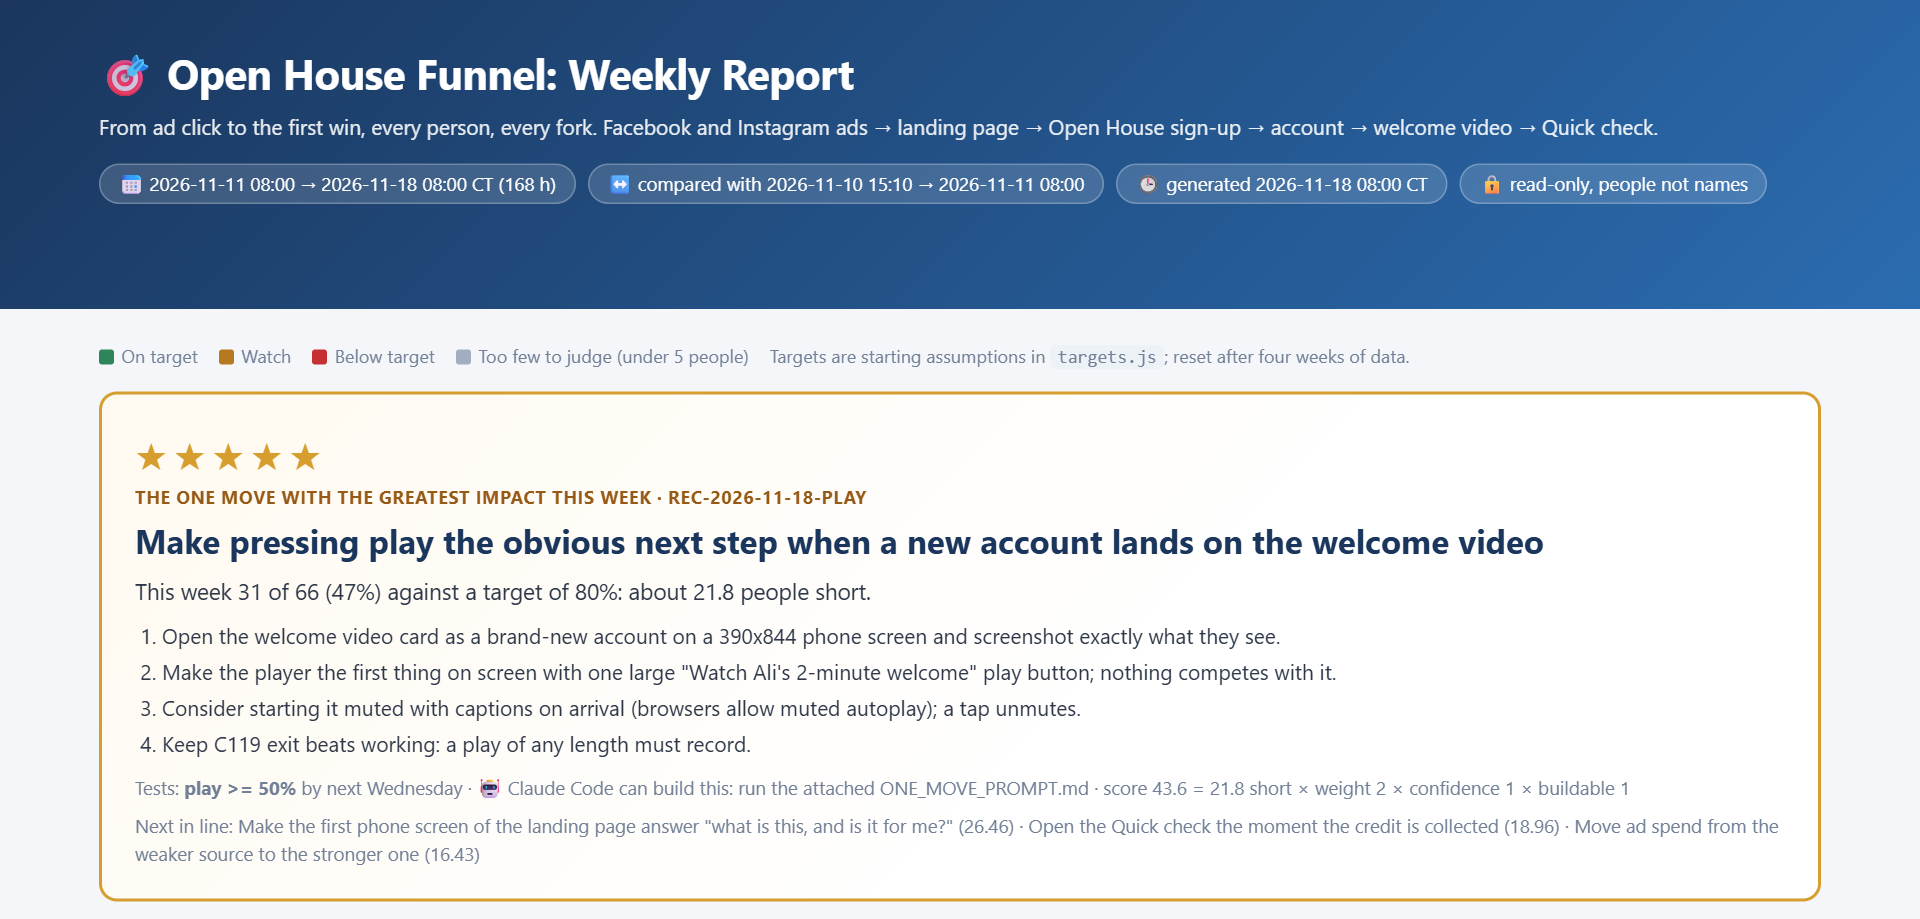 Open House Funnel: Weekly Report
From ad click to the first win, every person, every fork. Facebook and Instagram ads → landing page → Open House sign-up → account → welcome video → Quick check.
2026-11-11 08:00 → 2026-11-18 08:00 CT (168 h)
compared with 2026-11-10 15:10 → 2026-11-11 08:00
generated 2026-11-18 08:00 CT
read-only, people not names
On target Watch Below target Too few to judge (under 5 people) Targets are starting assumptions in targets.js; reset after four weeks of data.
THE ONE MOVE WITH THE GREATEST IMPACT THIS WEEK · REC-2026-11-18-PLAY
Make pressing play the obvious next step when a new account lands on the welcome video
This week 31 of 66 (47%) against a target of 80%: about 21.8 people short.
1. Open the welcome video card as a brand-new account on a 390x844 phone screen and screenshot exactly what they see.
2. Make the player the first thing on screen with one large "Watch Ali's 2-minute welcome" play button; nothing competes with it.
3. Consider starting it muted with captions on arrival (browsers allow muted autoplay); a tap unmutes.
4. Keep C119 exit beats working: a play of any length must record.
Tests: play >= 50% by next Wednesday · Claude Code can build this: run the attached ONE_MOVE_PROMPT.md · score 43.6 = 21.8 short × weight 2 × confidence 1 × buildable 1
Next in line: Make the first phone screen of the landing page answer "what is this, and is it for me?" (26.46) · Open the Quick check the moment the credit is collected (18.96) · Move ad spend from the
weaker source to the stronger one (16.43)